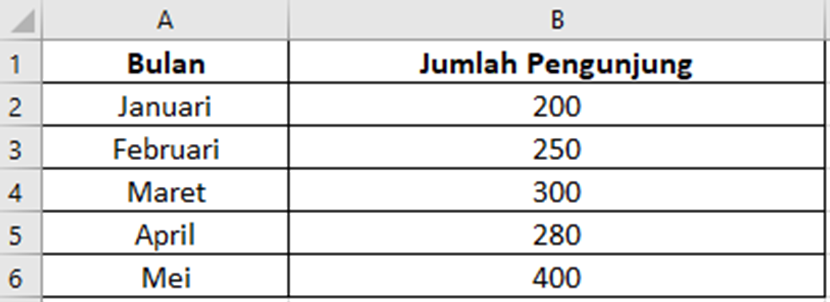 A B
1 Bulan Jumlah Pengunjung
2 Januari 200
3 Februari 250
4 Maret 300
5 April 280
6 Mei 400